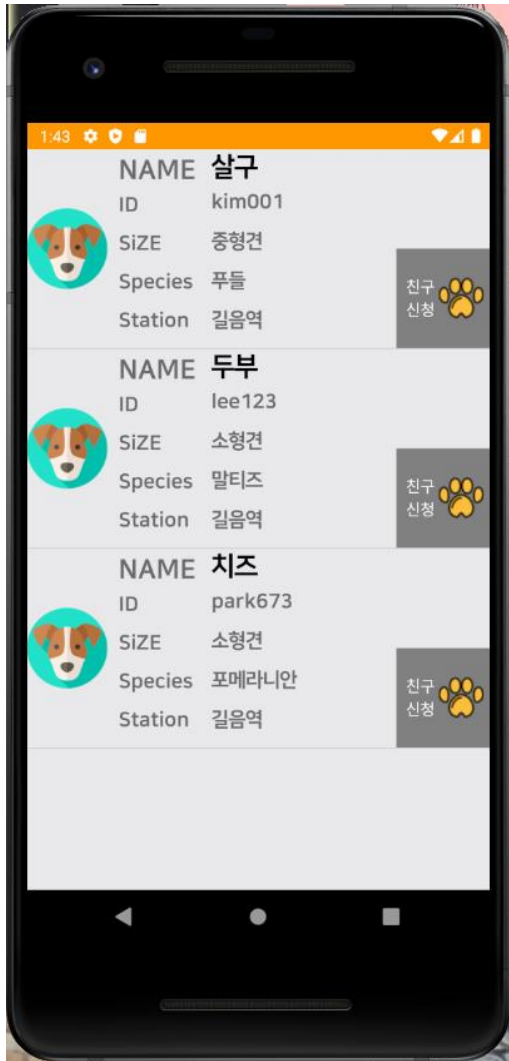 1:43
NAME 살구
ID kim001
SiZE 중형견
Species 푸들
Station 길음역
친구
신청
NAME 두부
ID lee123
SiZE 소형견
Species 말티즈
Station 길음역
친구
신청
NAME 치즈
ID park673
SiZE 소형견
Species 포메라니안
Station 길음역
친구
신청